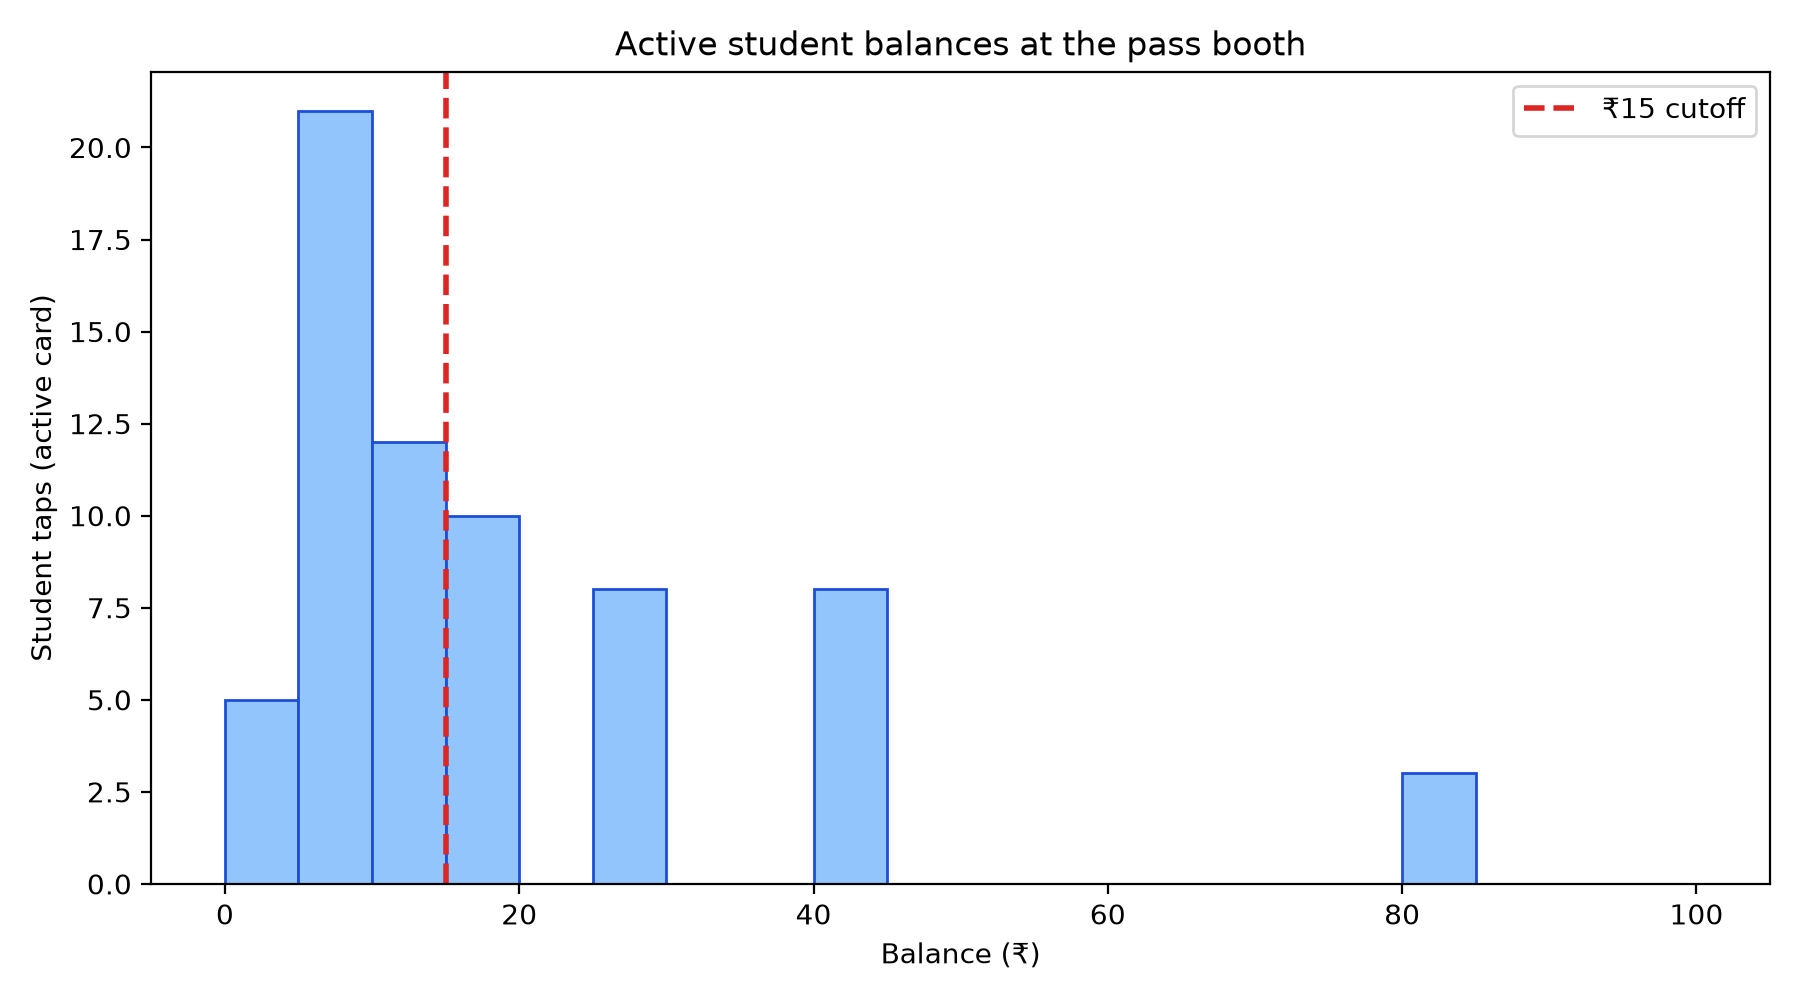 Active student balances at the pass booth
₹15 cutoff
Student taps (active card)
20.0
17.5
15.0
12.5
10.0
7.5
5.0
2.5
0.0
0 20 40 60 80 100
Balance (₹)